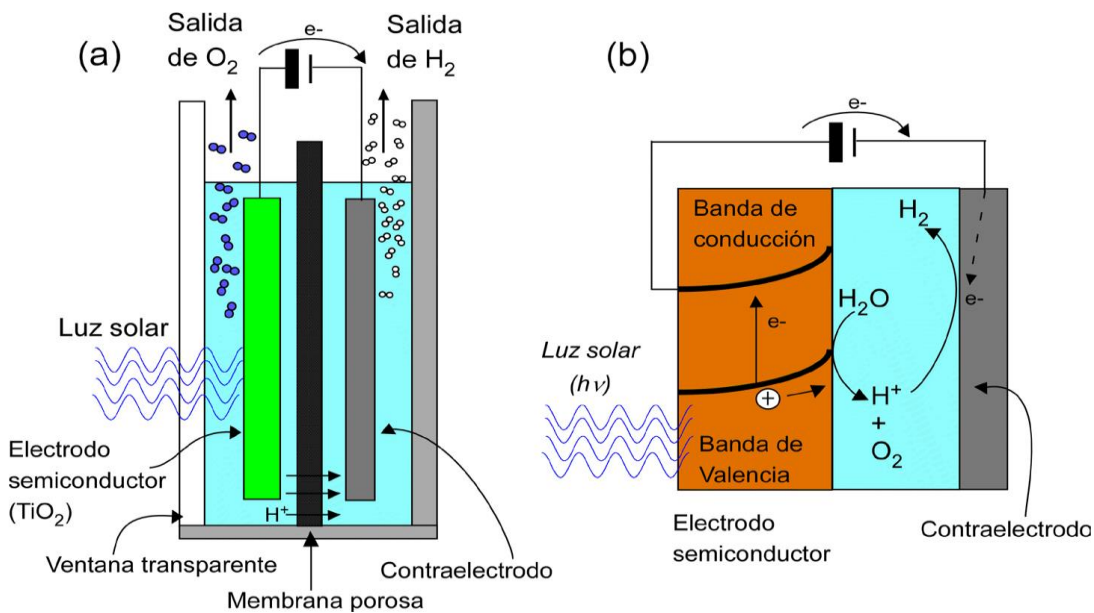 (a)
Salida
de O2
e-
Salida
de H2
Luz solar
Electrodo
semiconductor
(TiO2)
H+
Ventana transparente
Membrana porosa
Contraelectrodo
(b)
e-
Banda de
conducción
e-
Luz solar
(hν)
+
Banda de
Valencia
H2
H2O
e-
H+
+
O2
Electrodo
semiconductor
Contraelectrodo